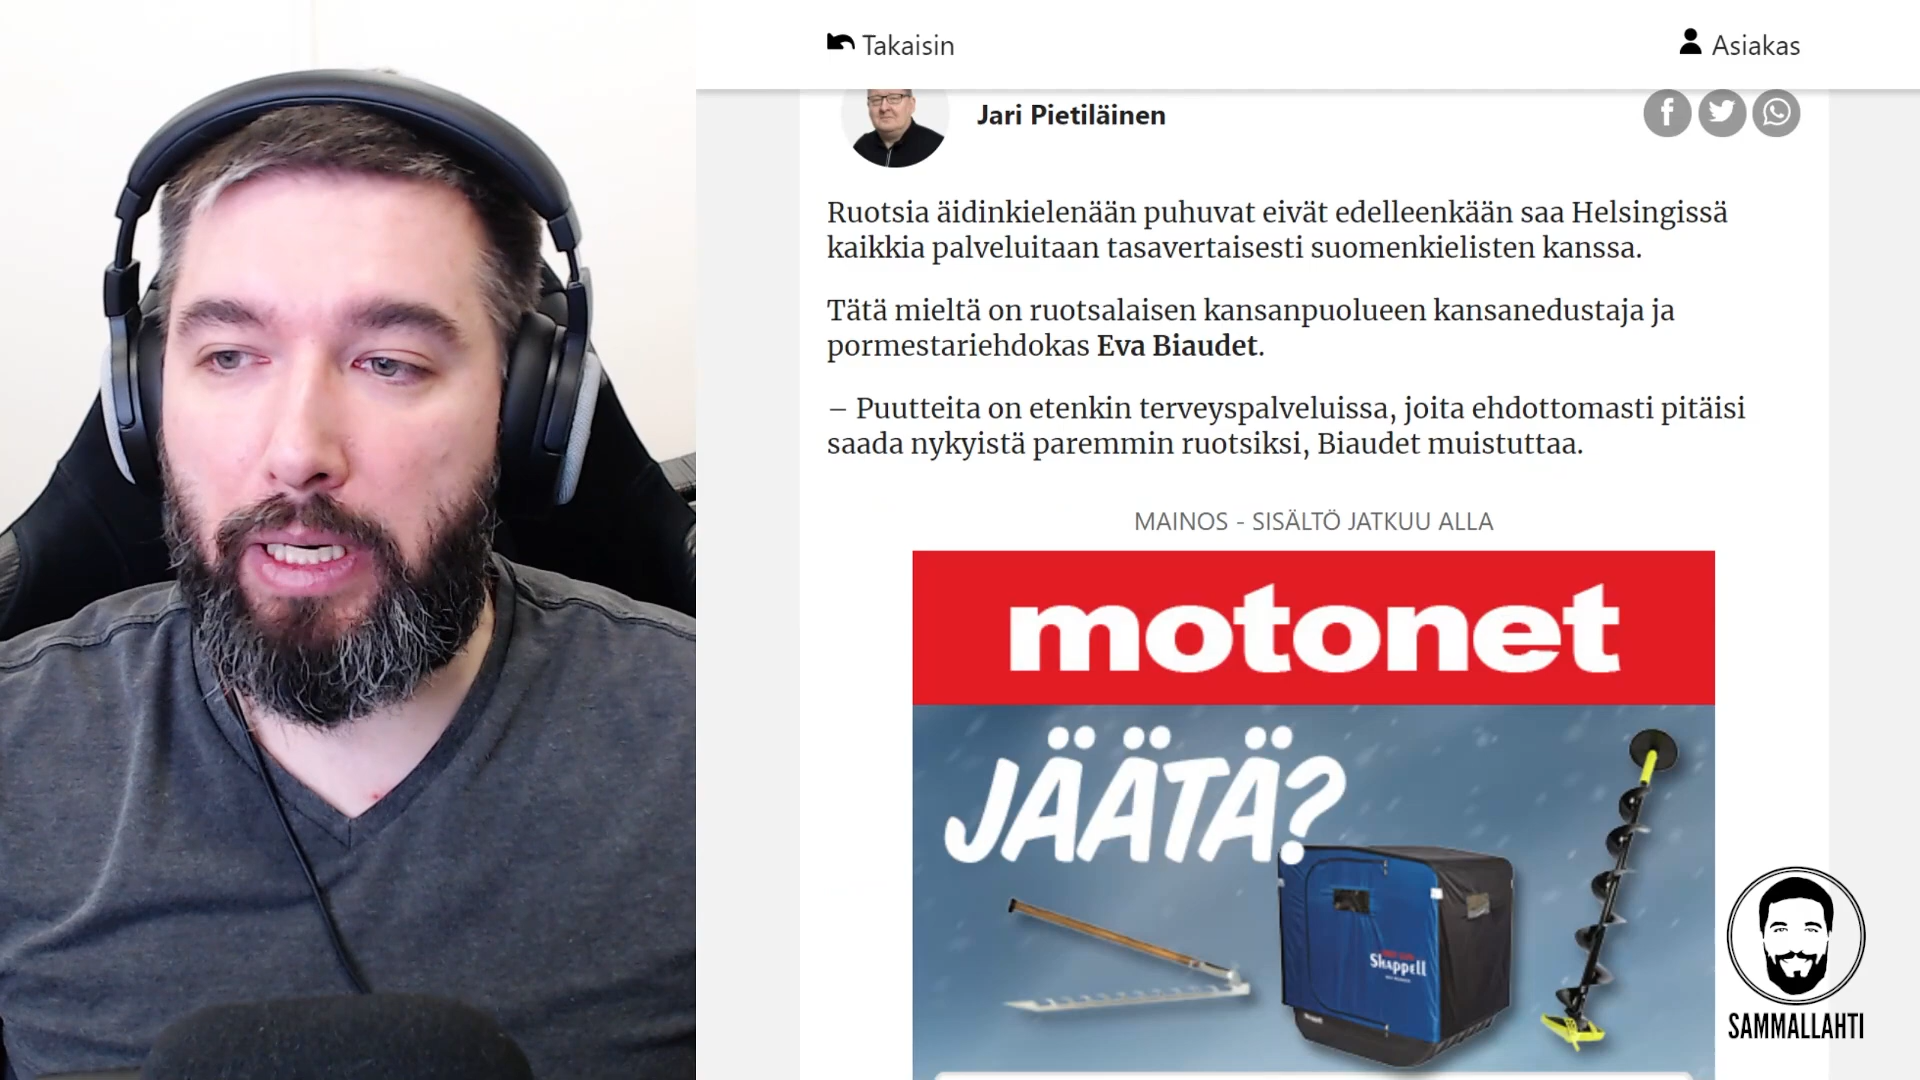 Takaisin
Asiakas
Jari Pietiläinen
Ruotsia äidinkielenään puhuvat eivät edelleenkään saa Helsingissä
kaikkia palveluitaan tasavertaisesti suomenkielisten kanssa.
Tätä mieltä on ruotsalaisen kansanpuolueen kansanedustaja ja
pormestariehdokas Eva Biaudet.
– Puutteita on etenkin terveyspalveluissa, joita ehdottomasti pitäisi
saada nykyistä paremmin ruotsiksi, Biaudet muistuttaa.
MAINOS - SISÄLTÖ JATKUU ALLA
motonet
JÄÄTÄ?
Shappell
SAMMALLAHTI